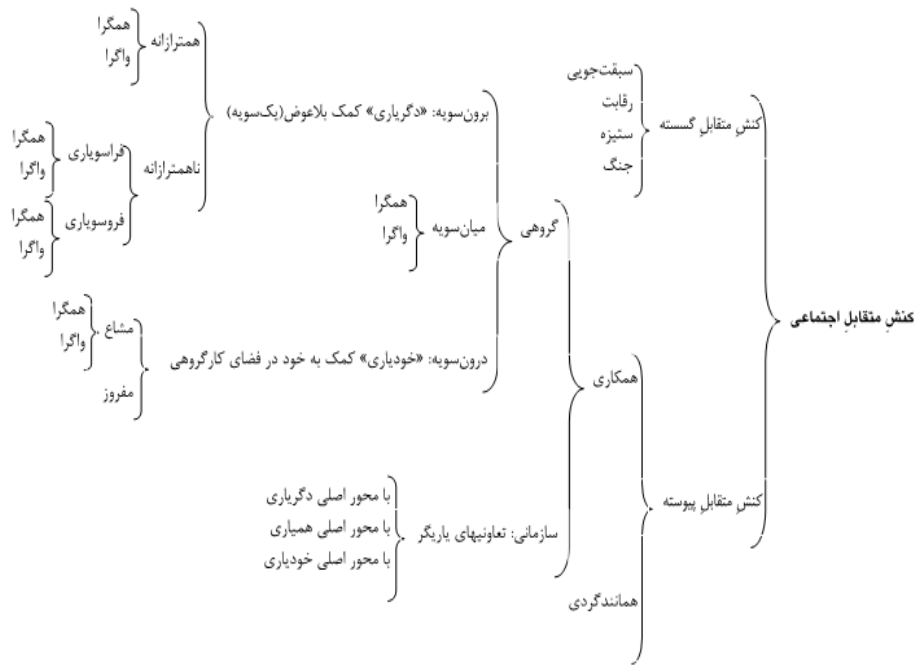 کنشِ متقابلِ اجتماعی
کنشِ متقابلِ گسسته
سبقت‌جویی
رقابت
ستیزه
جنگ
کنشِ متقابلِ پیوسته
همکاری
گروهی
برون‌سویه: «دگریاری» کمک بلاعوض(یک‌سویه)
همترازانه
همگرا
واگرا
ناهمترازانه
فراسویاری
همگرا
واگرا
فروسویاری
همگرا
واگرا
میان‌سویه
همگرا
واگرا
درون‌سویه: «خودیاری» کمک به خود در فضای کارگروهی
مشاع
همگرا
واگرا
مفروز
سازمانی: تعاونیهای یاریگر
با محور اصلی دگریاری
با محور اصلی همیاری
با محور اصلی خودیاری
همانندگردی